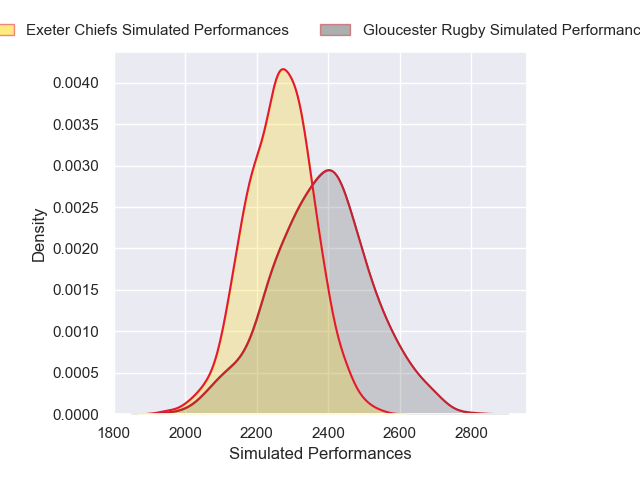 Exeter Chiefs Simulated Performances
Gloucester Rugby Simulated Performanc
0.0040
0.0035
0.0030
0.0025
0.0020
0.0015
0.0010
0.0005
0.0000
Density
1800 2000 2200 2400 2600 2800
Simulated Performances